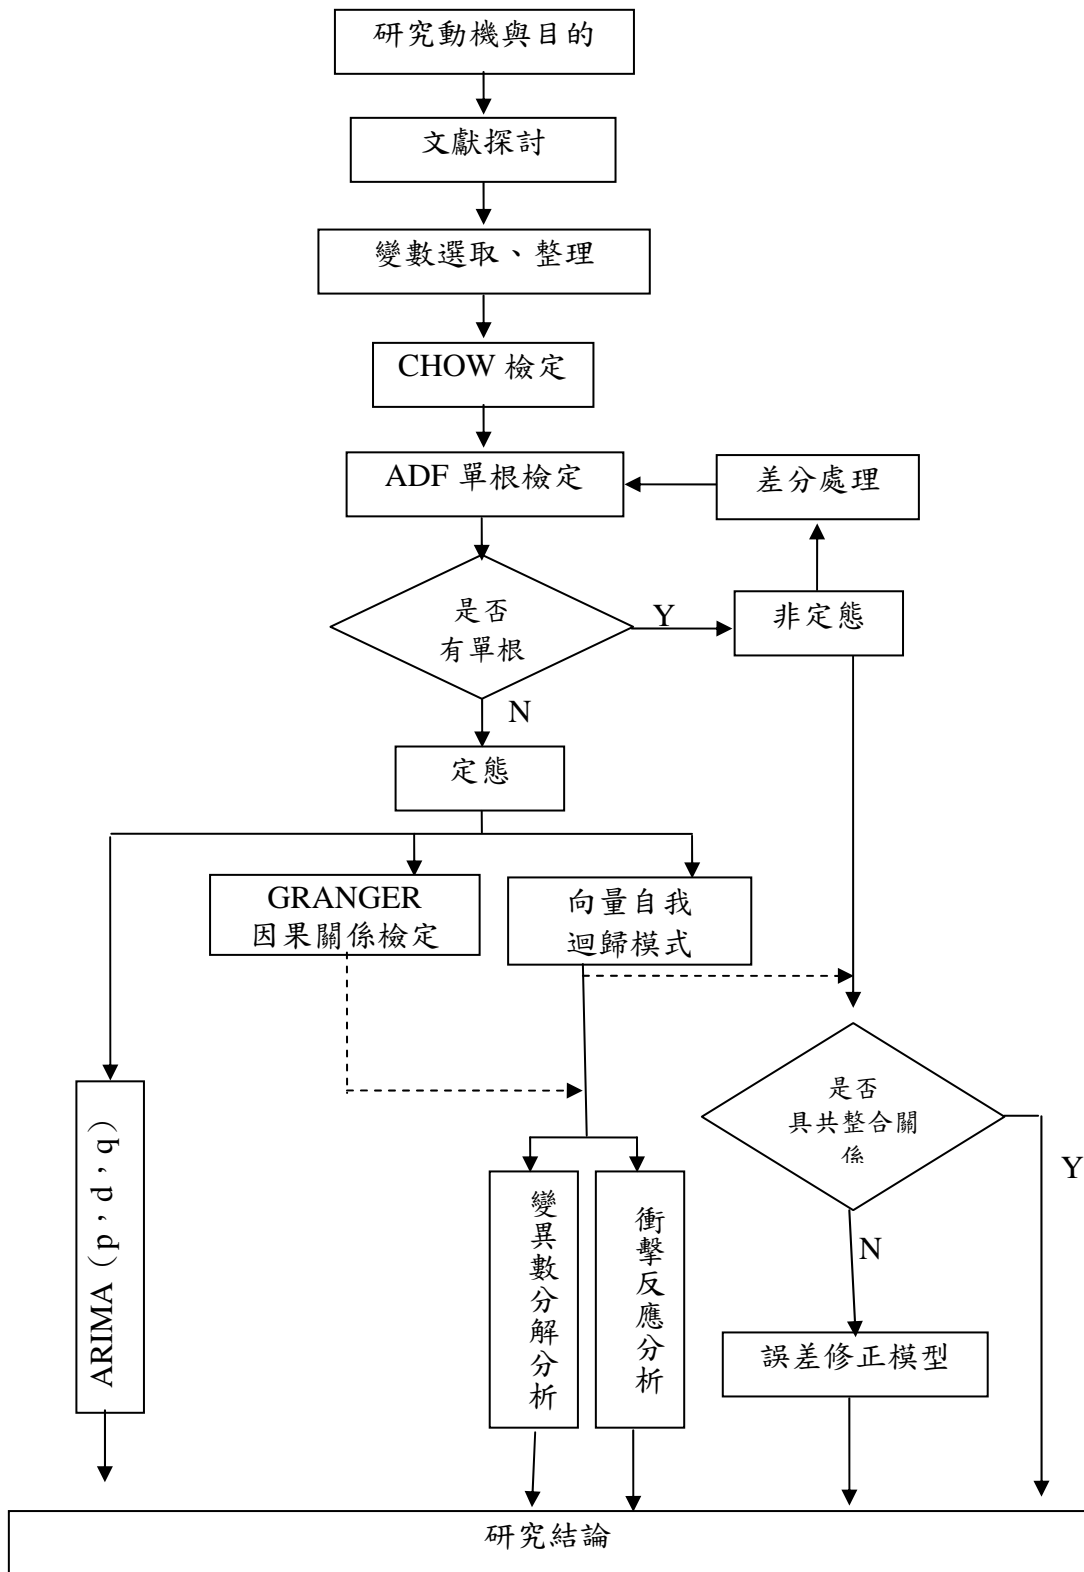 研究動機與目的
文獻探討
變數選取、整理
CHOW 檢定
ADF 單根檢定
差分處理
是否
有單根
Y
非定態
N
定態
GRANGER
因果關係檢定
向量自我
迴歸模式
是否
具共整合關
係
Y
N
ARIMA（p，d，q）
變異數分解分析
衝擊反應分析
誤差修正模型
研究結論